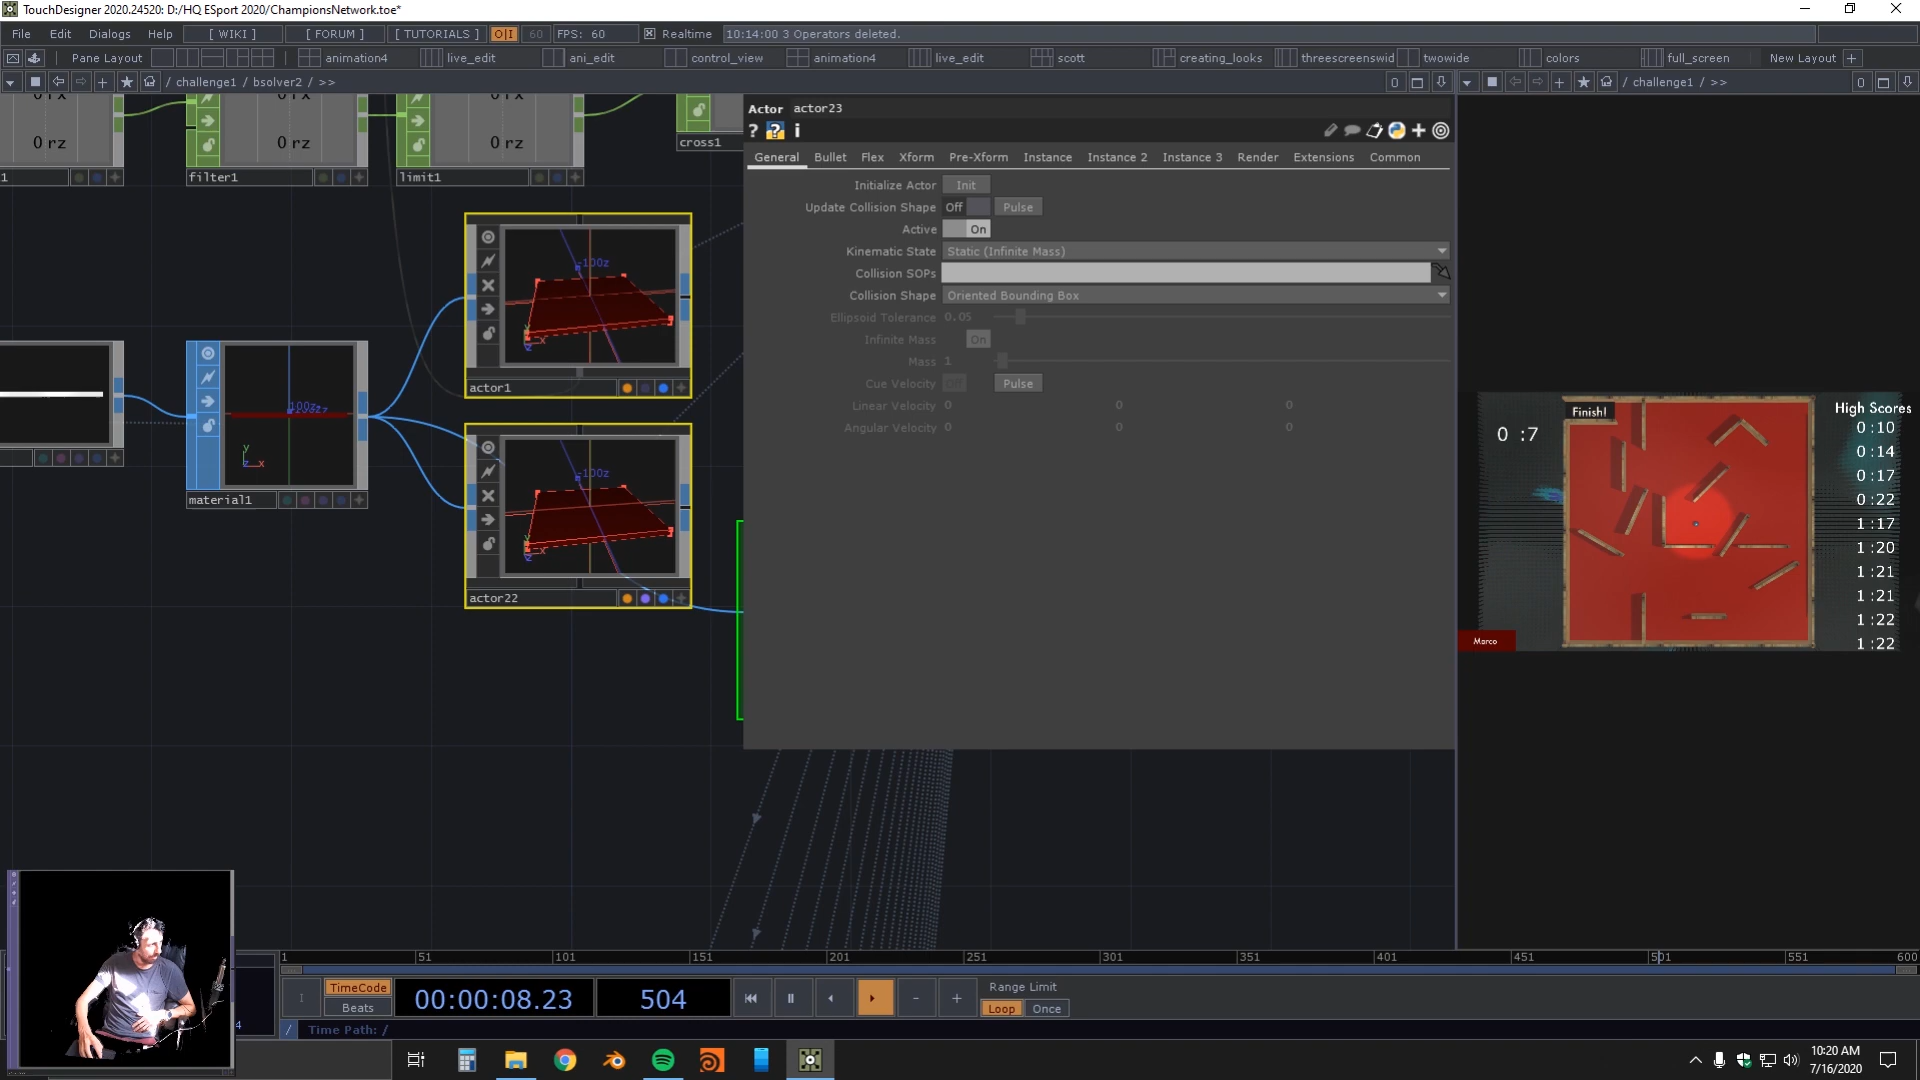 TouchDesigner 2020.24520: D:/HQ ESport 2020/ChampionsNetwork.toe*
File Edit Dialogs Help [ WIKI ] [ FORUM ] [ TUTORIALS ] O|I 60 FPS: 60 Realtime 10:14:00 3 Operators deleted.
Pane Layout animation4 live_edit ani_edit control_view animation4 live_edit scott creating_looks threescreenswid twowide colors full_screen New Layout +
/ challenge1 / bsolver2 / >> 0
/ challenge1 / >> 0
0 rz
0 rz
0 rz
1
filter1
limit1
cross1
-100z
actor1
material1
y
x
-100z
actor22
Actor actor23
? ? i
General Bullet Flex Xform Pre-Xform Instance Instance 2 Instance 3 Render Extensions Common
Initialize Actor Init
Update Collision Shape Off Pulse
Active On
Kinematic State Static (Infinite Mass)
Collision SOPs
Collision Shape Oriented Bounding Box
Ellipsoid Tolerance 0.05
Infinite Mass On
Mass 1
Cue Velocity Off Pulse
Linear Velocity 0 0 0
Angular Velocity 0 0 0
Finish!
0 :7
High Scores
0 :10
0 :14
0 :17
0 :22
1 :17
1 :20
1 :21
1 :21
1 :22
1 :22
Marco
1 51 101 151 201 251 301 351 401 451 501 551 600
I TimeCode
Beats
00:00:08.23 504
- +
Range Limit
Loop Once
/ Time Path: /
4
10:20 AM
7/16/2020